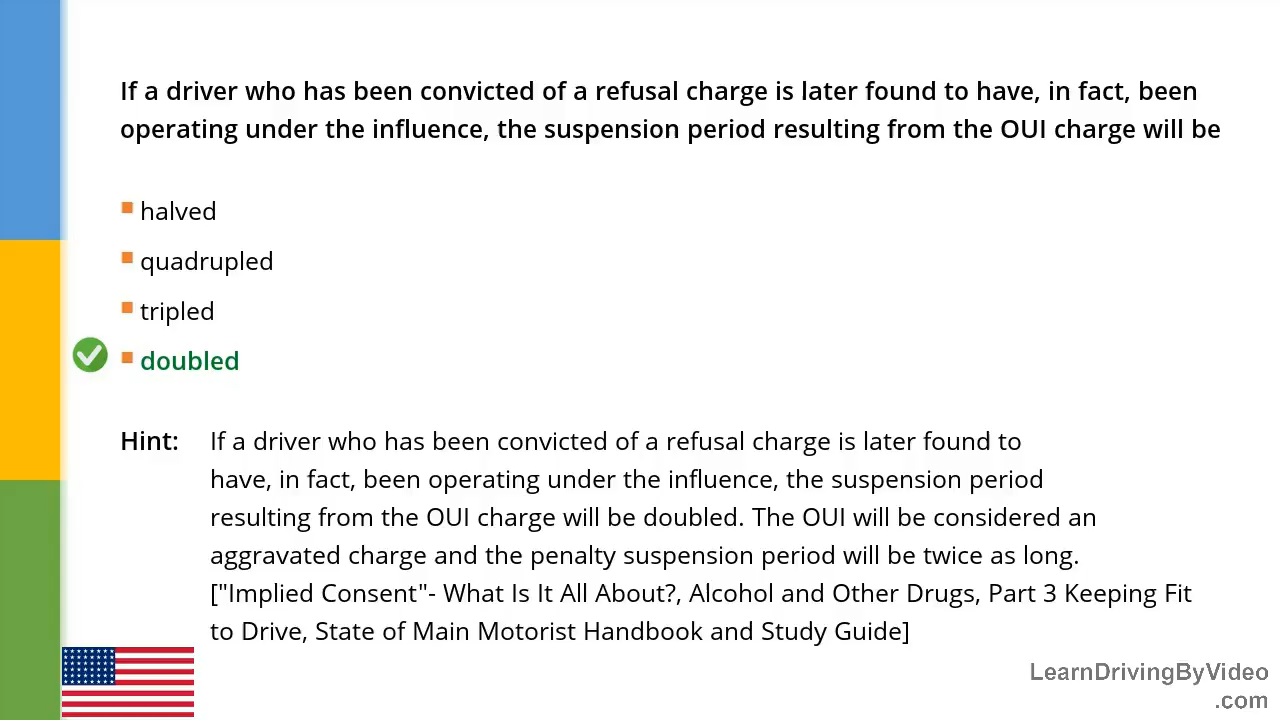 If a driver who has been convicted of a refusal charge is later found to have, in fact, been
operating under the influence, the suspension period resulting from the OUI charge will be
halved
quadrupled
tripled
doubled
Hint: If a driver who has been convicted of a refusal charge is later found to
have, in fact, been operating under the influence, the suspension period
resulting from the OUI charge will be doubled. The OUI will be considered an
aggravated charge and the penalty suspension period will be twice as long.
["Implied Consent"- What Is It All About?, Alcohol and Other Drugs, Part 3 Keeping Fit
to Drive, State of Main Motorist Handbook and Study Guide]
LearnDrivingByVideo
.com